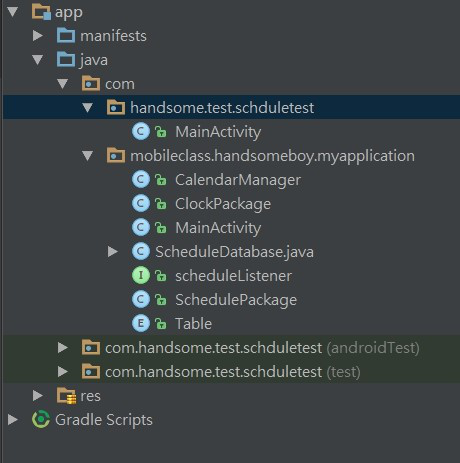 app
manifests
java
com
handsome.test.schduletest
MainActivity
mobileclass.handsomeboy.myapplication
CalendarManager
ClockPackage
MainActivity
ScheduleDatabase.java
scheduleListener
SchedulePackage
Table
com.handsome.test.schduletest (androidTest)
com.handsome.test.schduletest (test)
res
Gradle Scripts